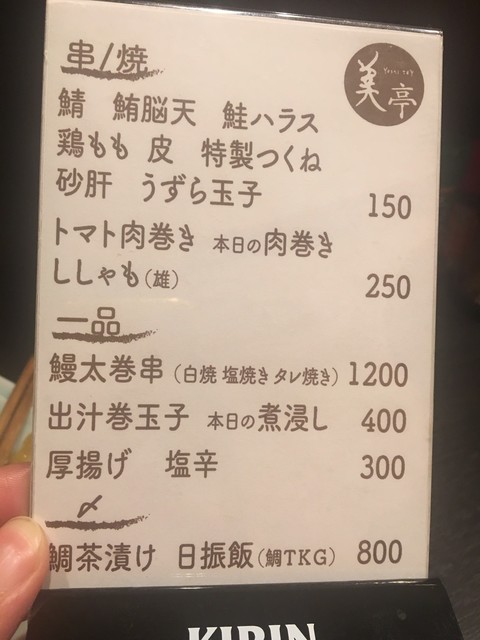 串/焼
美亭
鯖 鮪脳天 鮭ハラス
鶏もも 皮 特製つくね
砂肝 うずら玉子 150
トマト肉巻き 本日の肉巻き
ししゃも(雄) 250
一品
鰻太巻串 (白焼 塩焼き タレ焼き) 1200
出汁巻玉子 本日の煮浸し 400
厚揚げ 塩辛 300
〆
鯛茶漬け 日振飯(鯛TKG) 800
KIRIN